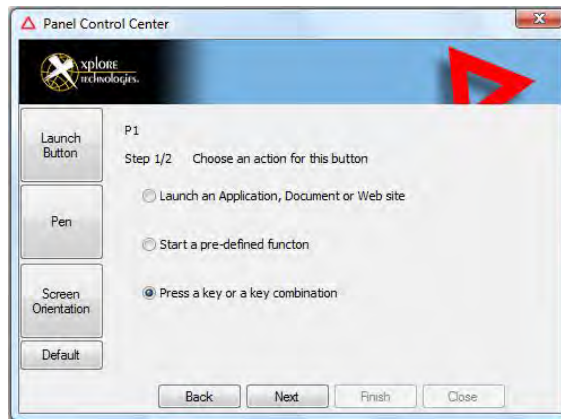 Panel Control Center
x
xplORE
TECHNOLOGIES.
Launch
Button
Pen
Screen
Orientation
Default
P1
Step 1/2 Choose an action for this button
Launch an Application, Document or Web site
Start a pre-defined functon
Press a key or a key combination
Back Next Finish Close